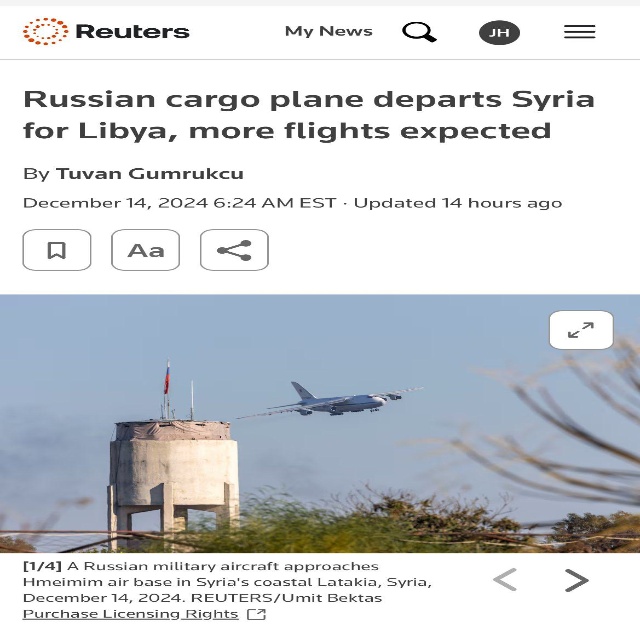 Reuters My News JH
Russian cargo plane departs Syria
for Libya, more flights expected
By Tuvan Gumrukcu
December 14, 2024 6:24 AM EST · Updated 14 hours ago
Aa
[1/4] A Russian military aircraft approaches
Hmeimim air base in Syria's coastal Latakia, Syria,
December 14, 2024. REUTERS/Umit Bektas
Purchase Licensing Rights